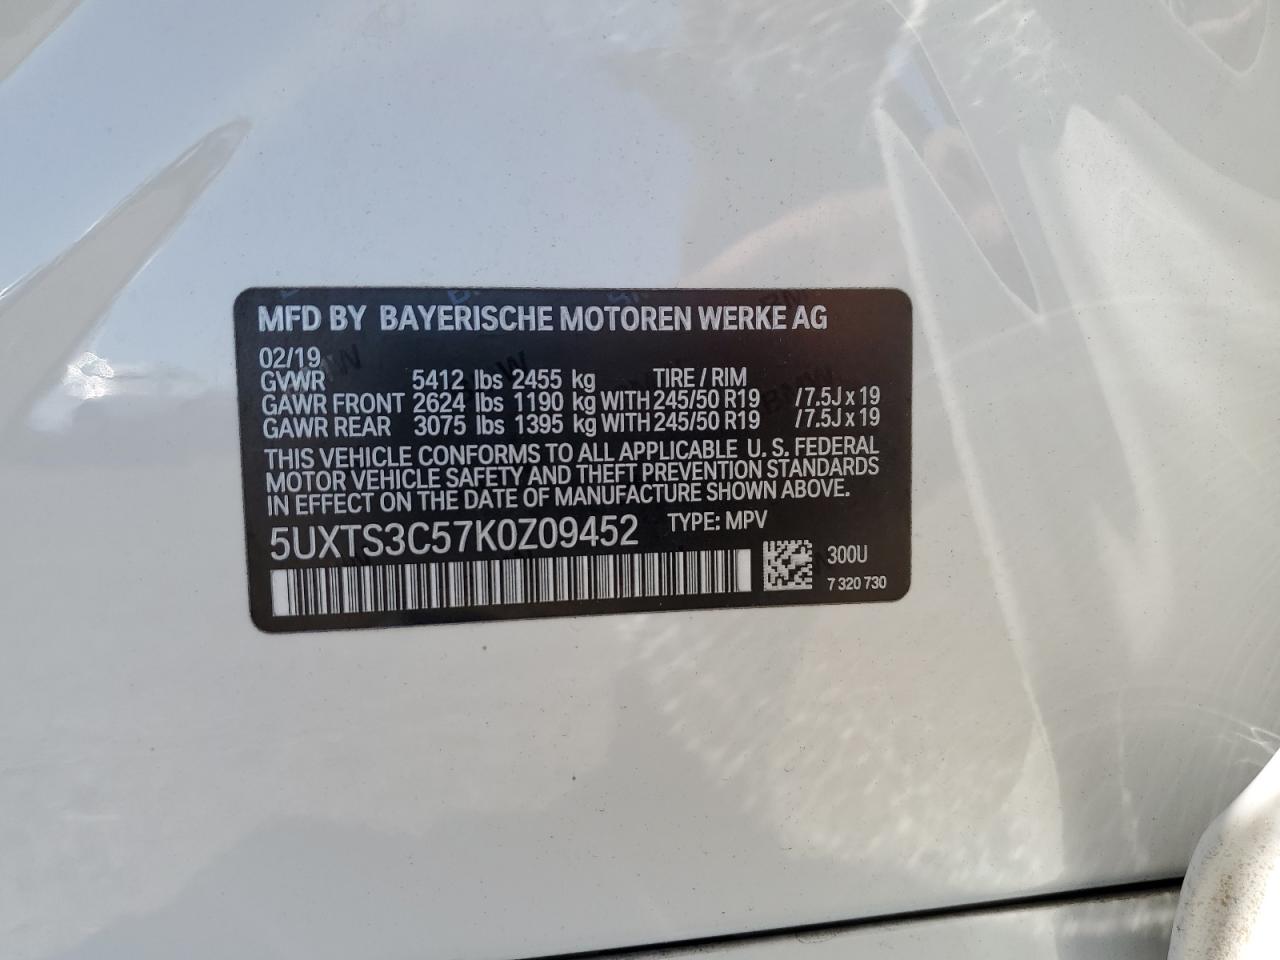 MFD BY BAYERISCHE MOTOREN WERKE AG
02/19
GVWR 5412 lbs 2455 kg TIRE / RIM
GAWR FRONT 2624 lbs 1190 kg WITH 245/50 R19 /7.5J x 19
GAWR REAR 3075 lbs 1395 kg WITH 245/50 R19 /7.5J x 19
THIS VEHICLE CONFORMS TO ALL APPLICABLE U. S. FEDERAL
MOTOR VEHICLE SAFETY AND THEFT PREVENTION STANDARDS
IN EFFECT ON THE DATE OF MANUFACTURE SHOWN ABOVE.
5UXTS3C57K0Z09452 TYPE: MPV
300U
7 320 730